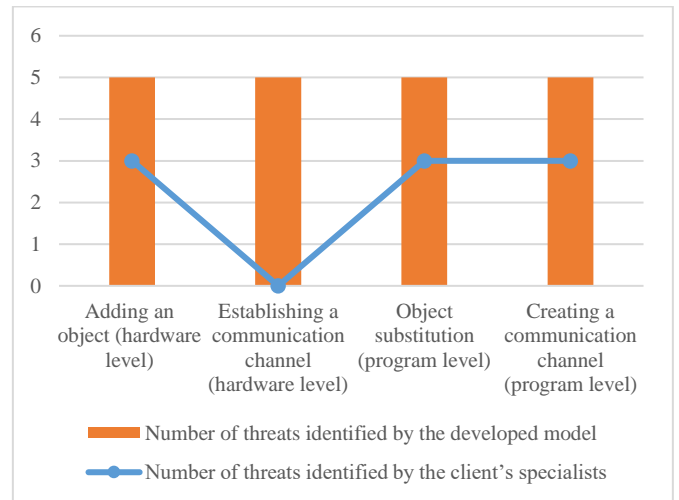 6
5
4
3
2
1
0
Adding an
object (hardware
level)
Establishing a
communication
channel
(hardware level)
Object
substitution
(program level)
Creating a
communication
channel
(program level)
Number of threats identified by the developed model
Number of threats identified by the client’s specialists